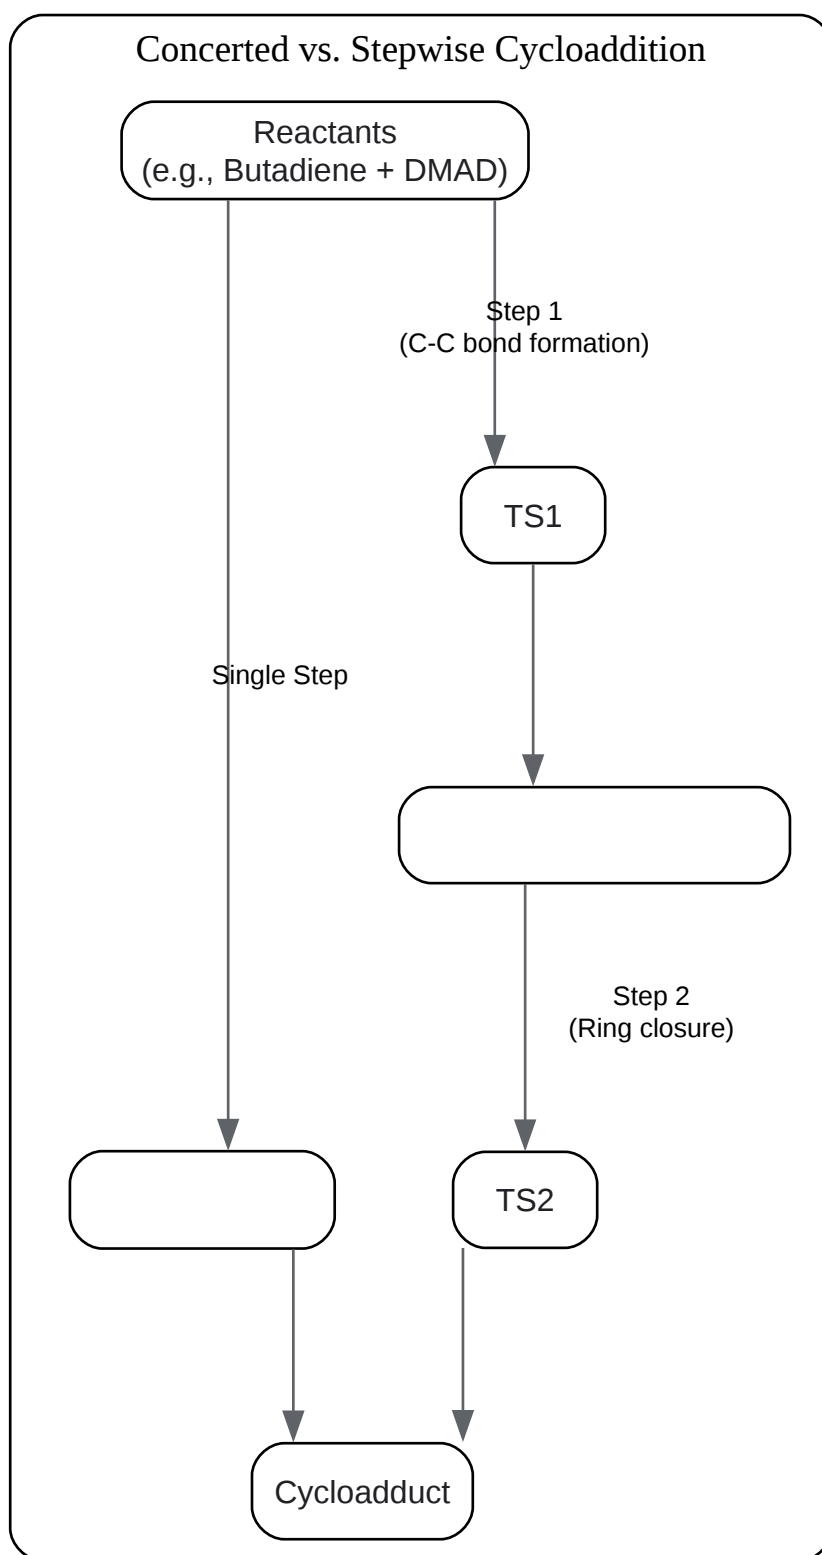 Concerted vs. Stepwise Cycloaddition
Reactants
(e.g., Butadiene + DMAD)
Step 1
(C-C bond formation)
TS1
Single Step
Step 2
(Ring closure)
TS2
Cycloadduct